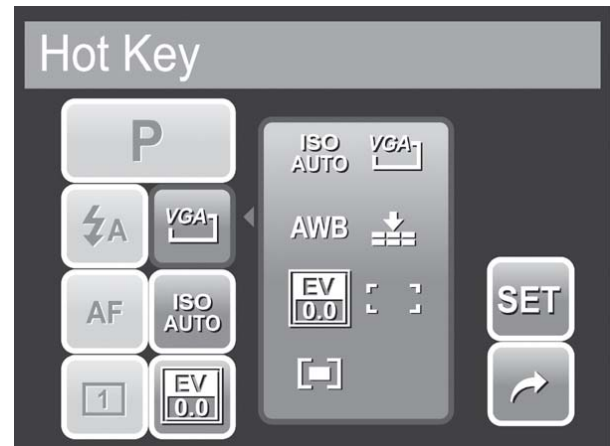 Hot Key
P
ISO AUTO VGA
A VGA
AWB
AF ISO AUTO
EV 0.0
SET
1 EV 0.0